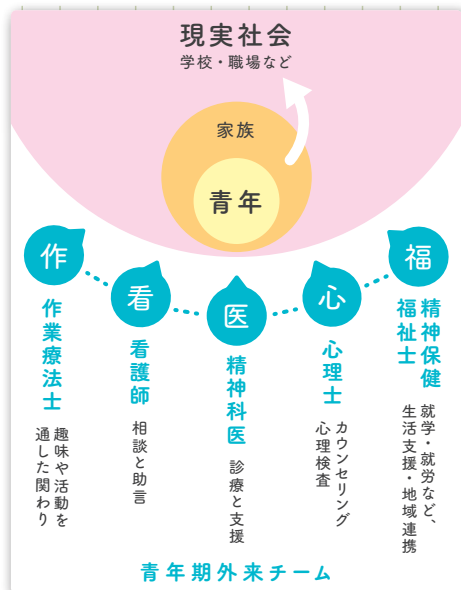 現実社会
学校・職場など
家族
青年
作
作業療法士
趣味や活動を
通した関わり
看
看護師
相談と助言
医
精神科医
診療と支援
心
心理士
カウンセリング
心理検査
福
精神保健
福祉士
就学・就労など、
生活支援・地域連携
青年期外来チーム